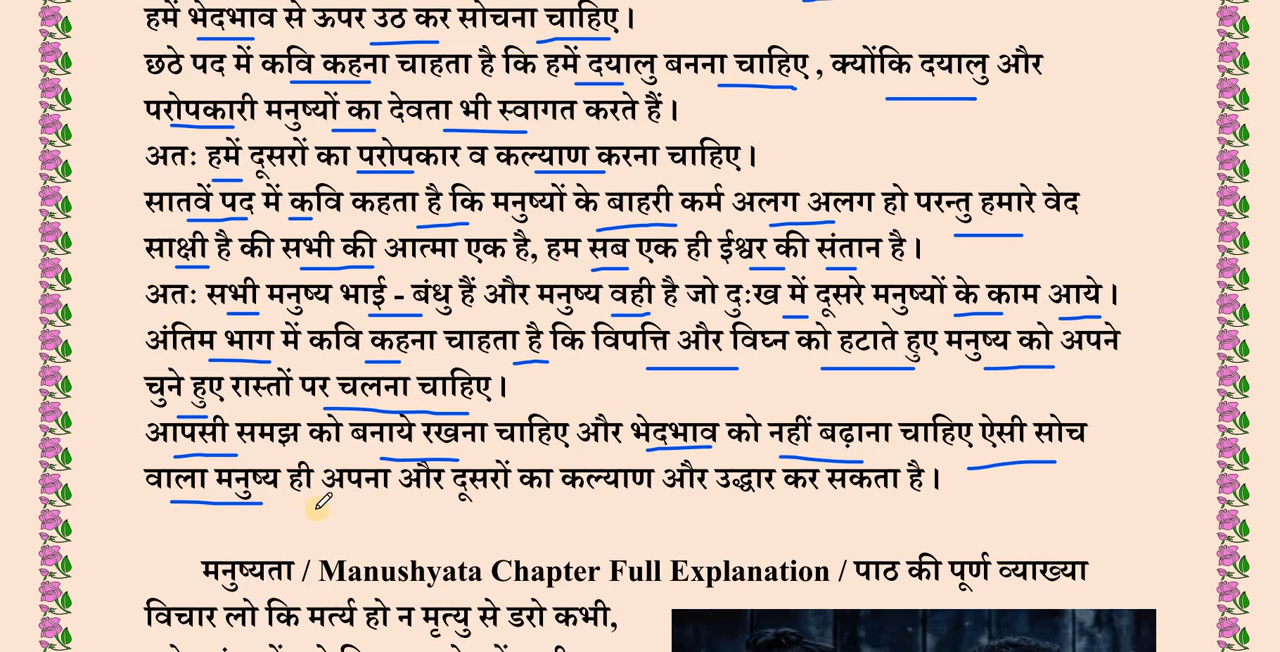 हमें भेदभाव से ऊपर उठ कर सोचना चाहिए।
छठे पद में कवि कहना चाहता है कि हमें दयालु बनना चाहिए , क्योंकि दयालु और
परोपकारी मनुष्यों का देवता भी स्वागत करते हैं।
अतः हमें दूसरों का परोपकार व कल्याण करना चाहिए।
सातवें पद में कवि कहता है कि मनुष्यों के बाहरी कर्म अलग अलग हो परन्तु हमारे वेद
साक्षी है की सभी की आत्मा एक है, हम सब एक ही ईश्वर की संतान है।
अतः सभी मनुष्य भाई - बंधु हैं और मनुष्य वही है जो दुःख में दूसरे मनुष्यों के काम आये।
अंतिम भाग में कवि कहना चाहता है कि विपत्ति और विघ्न को हटाते हुए मनुष्य को अपने
चुने हुए रास्तों पर चलना चाहिए।
आपसी समझ को बनाये रखना चाहिए और भेदभाव को नहीं बढ़ाना चाहिए ऐसी सोच
वाला मनुष्य ही अपना और दूसरों का कल्याण और उद्धार कर सकता है।
मनुष्यता / Manushyata Chapter Full Explanation / पाठ की पूर्ण व्याख्या
विचार लो कि मर्त्य हो न मृत्यु से डरो कभी,